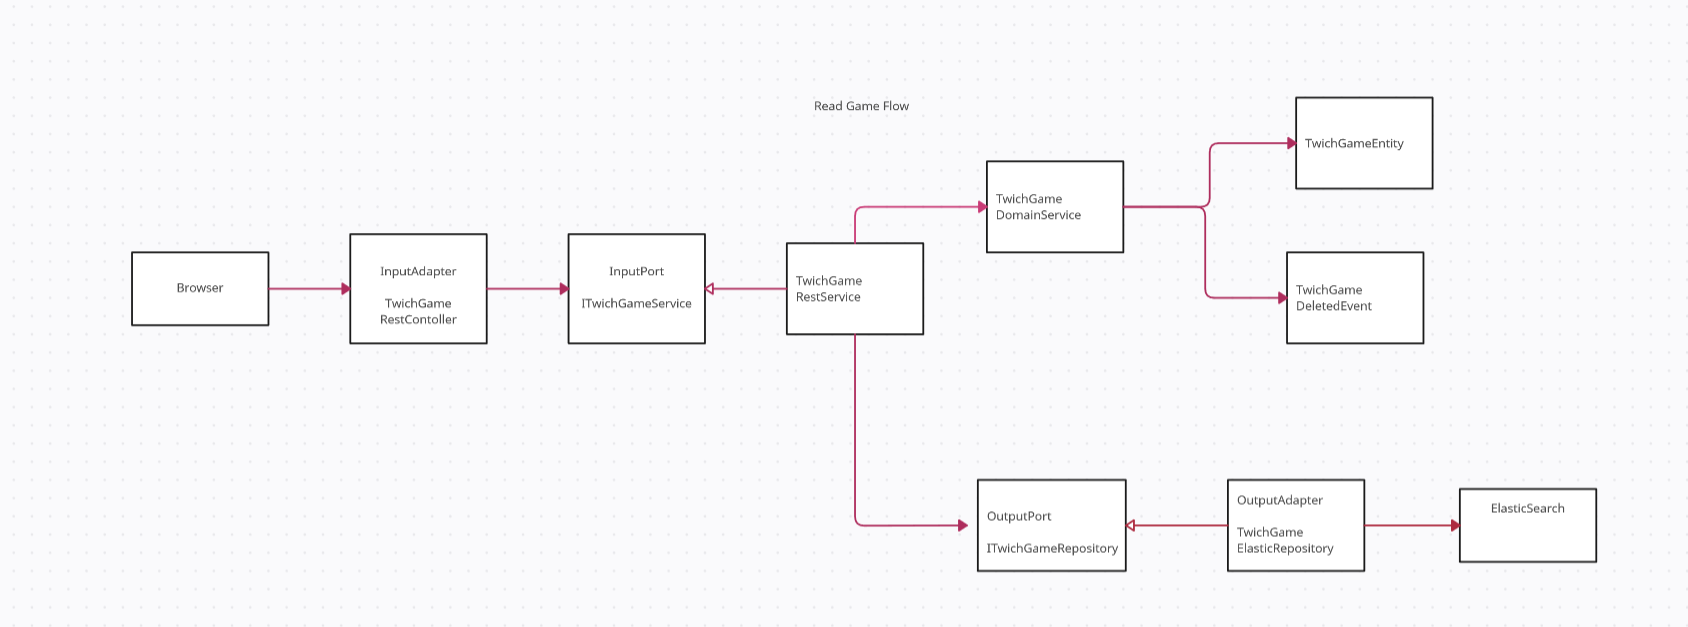 Read Game Flow
Browser
InputAdapter
TwichGame
RestContoller
InputPort
ITwichGameService
TwichGame
RestService
TwichGame
DomainService
TwichGameEntity
TwichGame
DeletedEvent
OutputPort
ITwichGameRepository
OutputAdapter
TwichGame
ElasticRepository
ElasticSearch